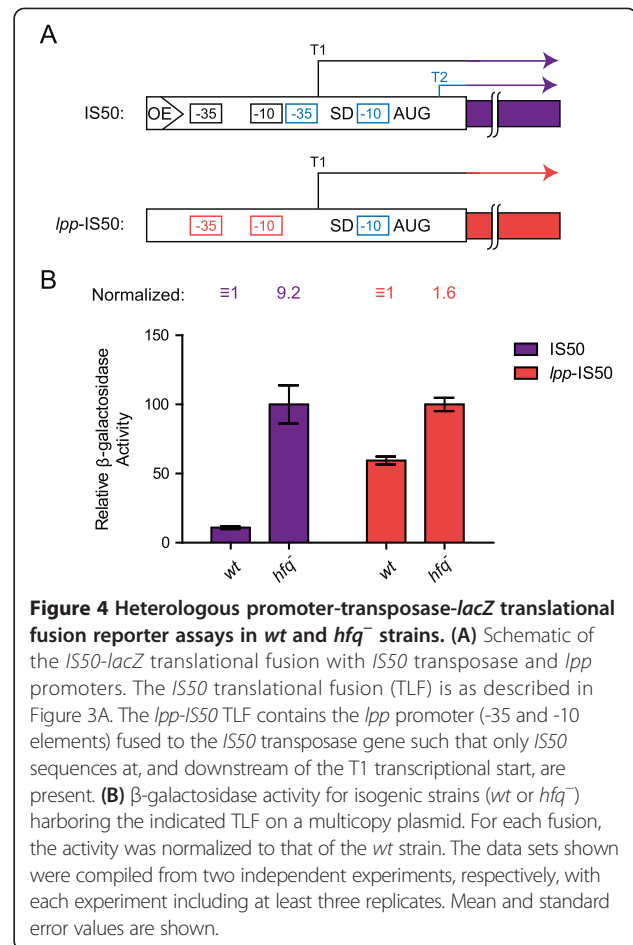 A
T1
T2
IS50: OE -35 -10 -35 SD -10 AUG
T1
lpp-IS50: -35 -10 SD -10 AUG
B
Normalized: ≡1 9.2 ≡1 1.6
Relative β-galactosidase
Activity
150
100
50
0
wt hfq⁻ wt hfq⁻
IS50
lpp-IS50
Figure 4 Heterologous promoter-transposase-lacZ translational
fusion reporter assays in wt and hfq⁻ strains. (A) Schematic of
the IS50-lacZ translational fusion with IS50 transposase and lpp
promoters. The IS50 translational fusion (TLF) is as described in
Figure 3A. The lpp-IS50 TLF contains the lpp promoter (-35 and -10
elements) fused to the IS50 transposase gene such that only IS50
sequences at, and downstream of the T1 transcriptional start, are
present. (B) β-galactosidase activity for isogenic strains (wt or hfq⁻)
harboring the indicated TLF on a multicopy plasmid. For each fusion,
the activity was normalized to that of the wt strain. The data sets shown
were compiled from two independent experiments, respectively, with
each experiment including at least three replicates. Mean and standard
error values are shown.